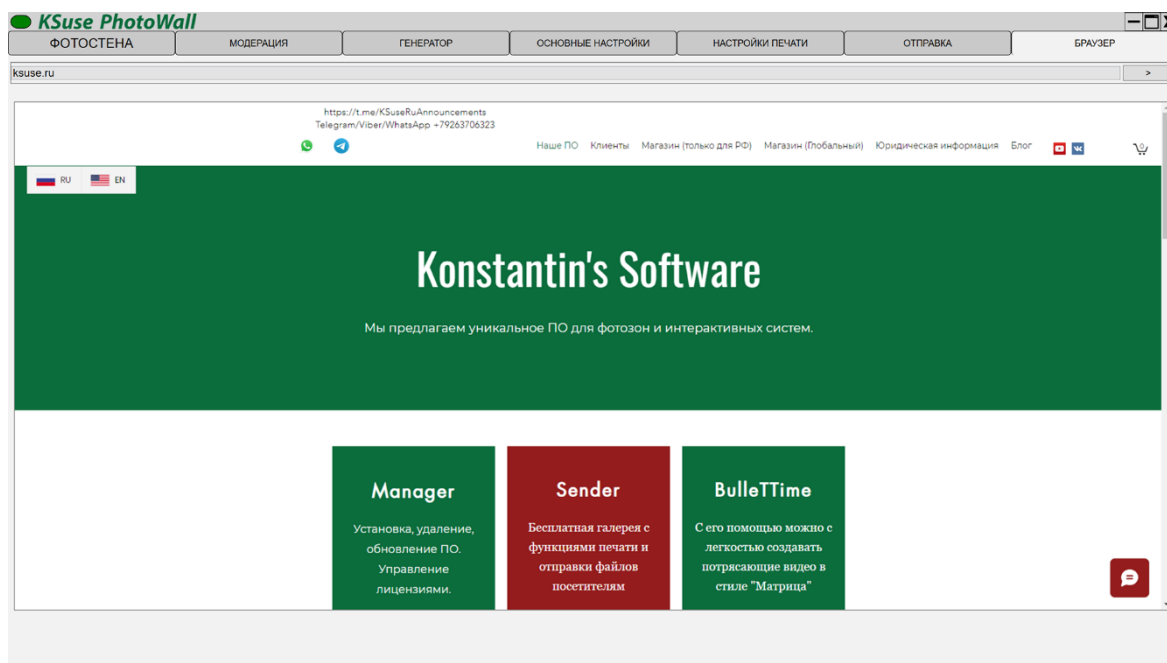 KSuse PhotoWall
ФОТОСТЕНА МОДЕРАЦИЯ ГЕНЕРАТОР ОСНОВНЫЕ НАСТРОЙКИ НАСТРОЙКИ ПЕЧАТИ ОТПРАВКА БРАУЗЕР
ksuse.ru >
https://t.me/KSuseRuAnnouncements
Telegram/Viber/WhatsApp +79263706323
Наше ПО Клиенты Магазин (только для РФ) Магазин (Глобальный) Юридическая информация Блог
RU EN
Konstantin's Software
Мы предлагаем уникальное ПО для фотозон и интерактивных систем.
Manager
Установка, удаление,
обновление ПО.
Управление
лицензиями.
Sender
Бесплатная галерея с
функциями печати и
отправки файлов
посетителям
BulleTTime
С его помощью можно с
легкостью создавать
потрясающие видео в
стиле "Матрица"